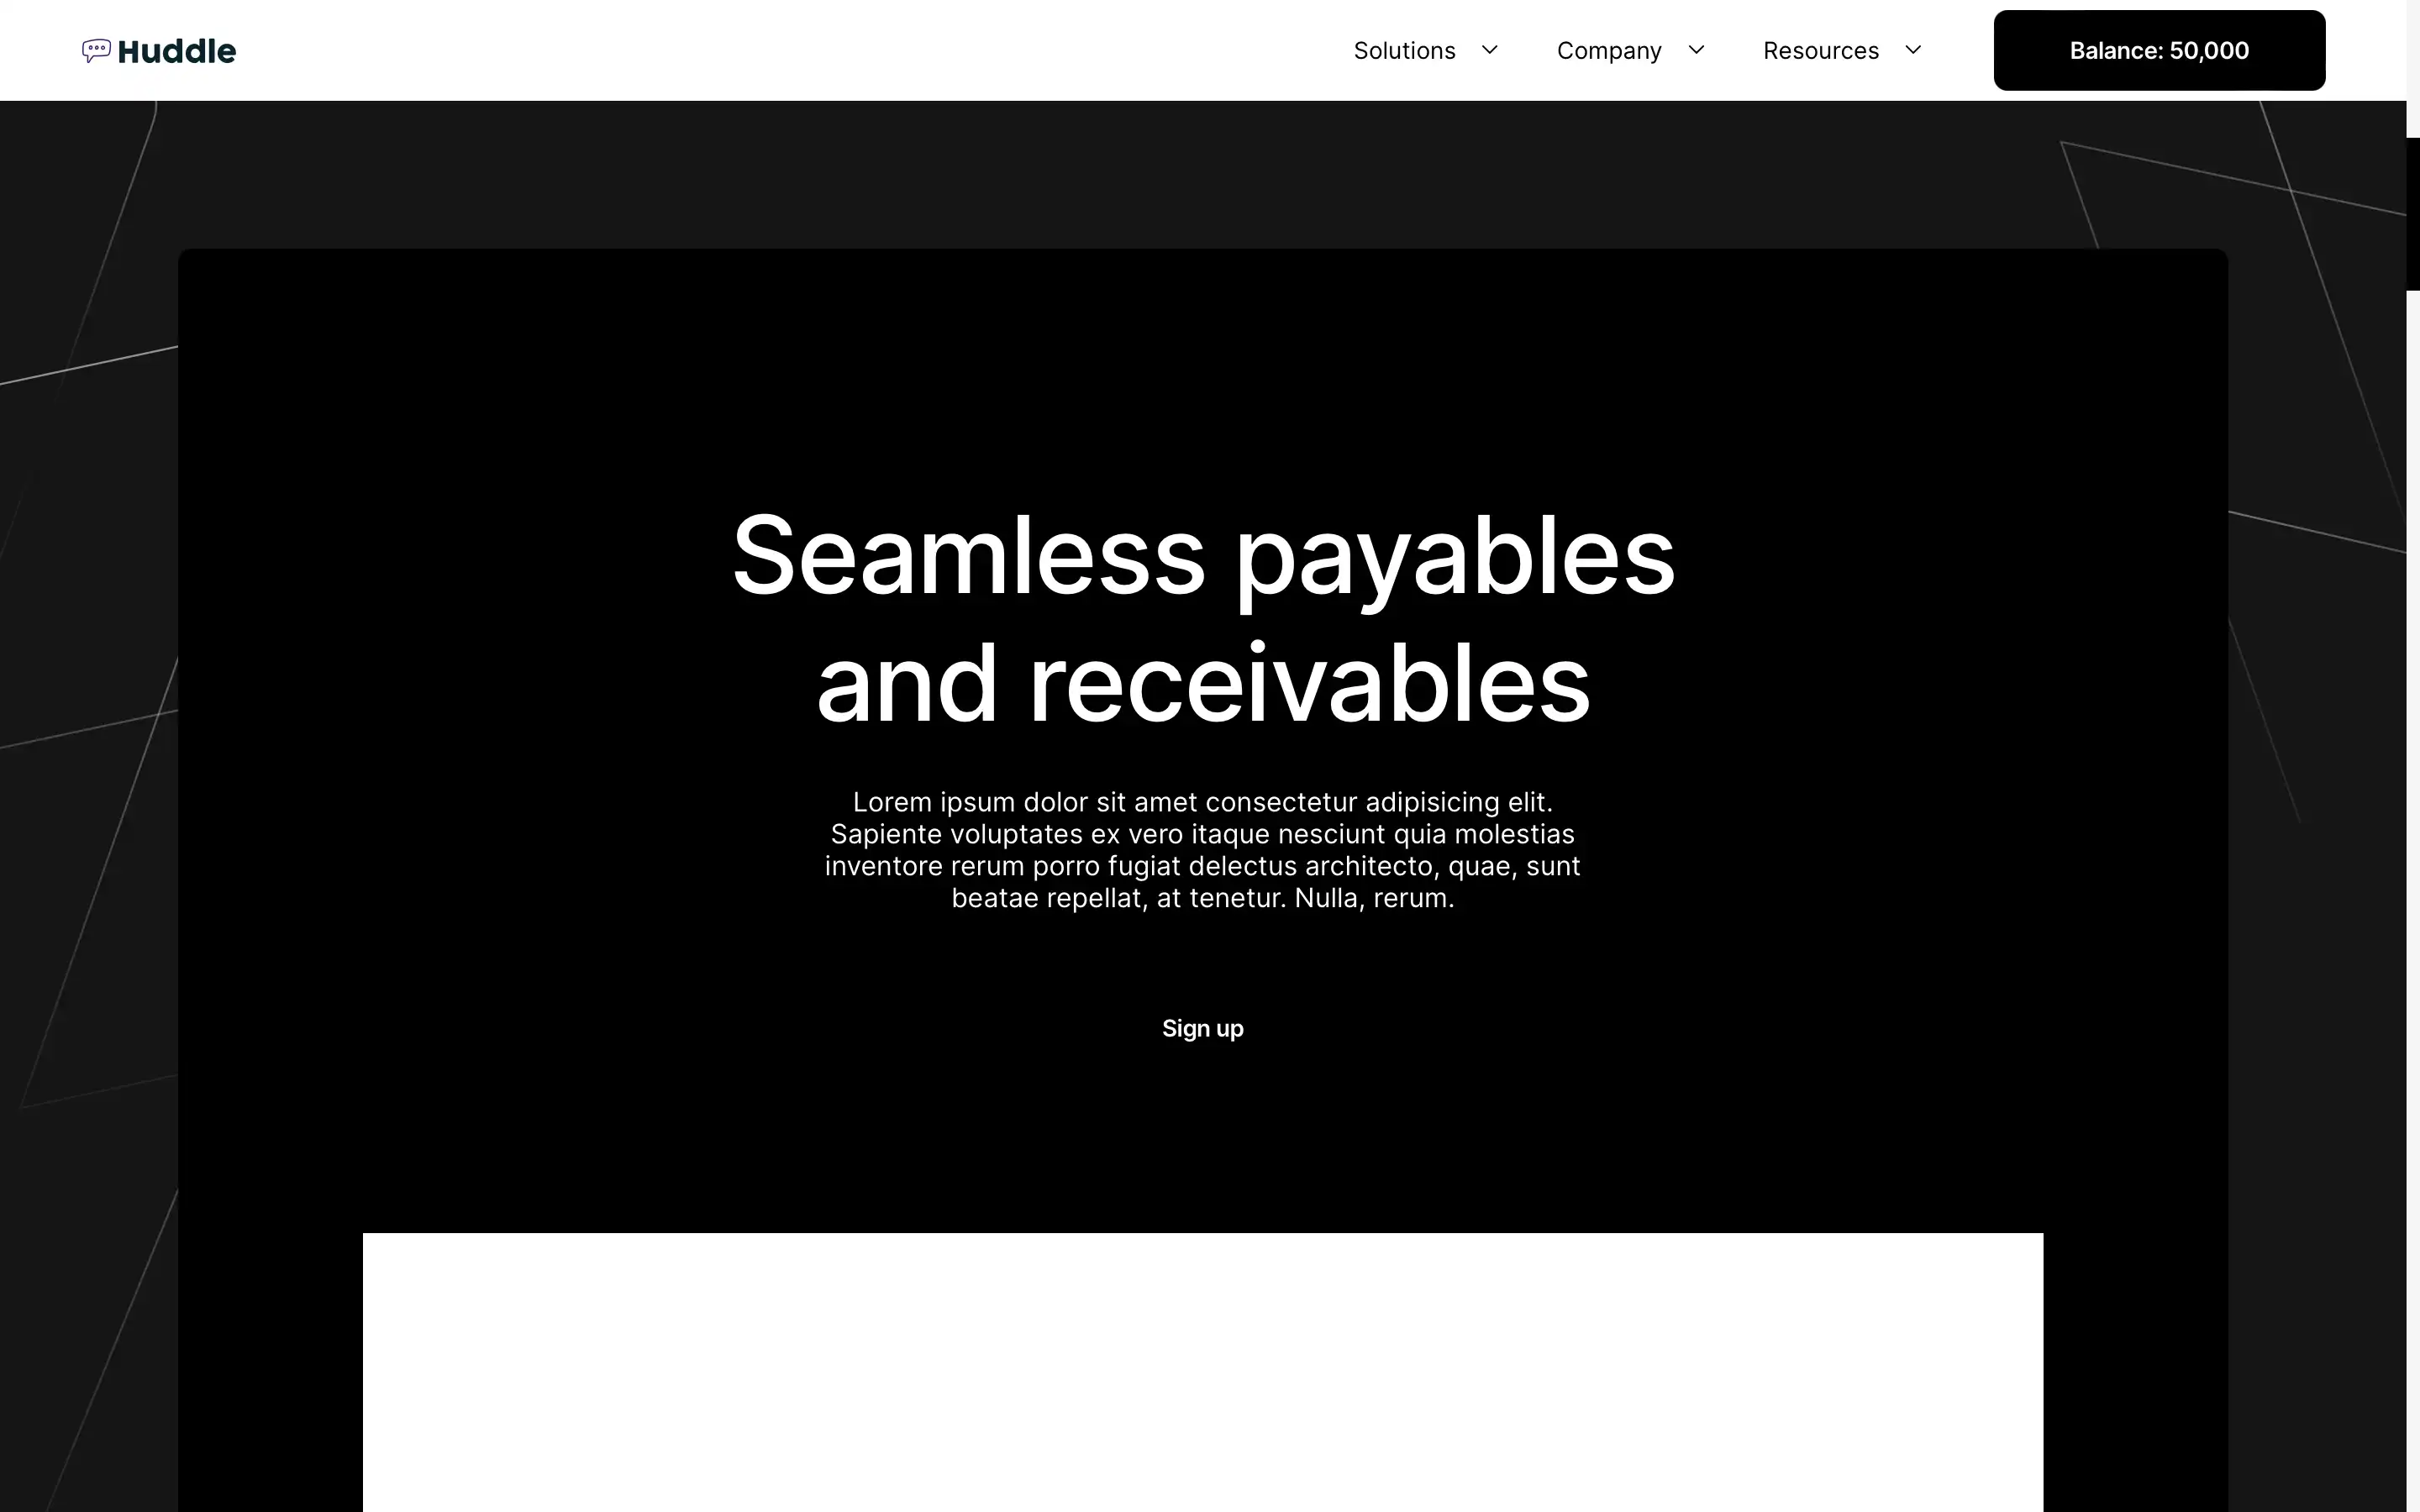 Huddle
Solutions
Company
Resources
Balance: 50,000
Seamless payables
and receivables
Lorem ipsum dolor sit amet consectetur adipisicing elit.
Sapiente voluptates ex vero itaque nesciunt quia molestias
inventore rerum porro fugiat delectus architecto, quae, sunt
beatae repellat, at tenetur. Nulla, rerum.
Sign up